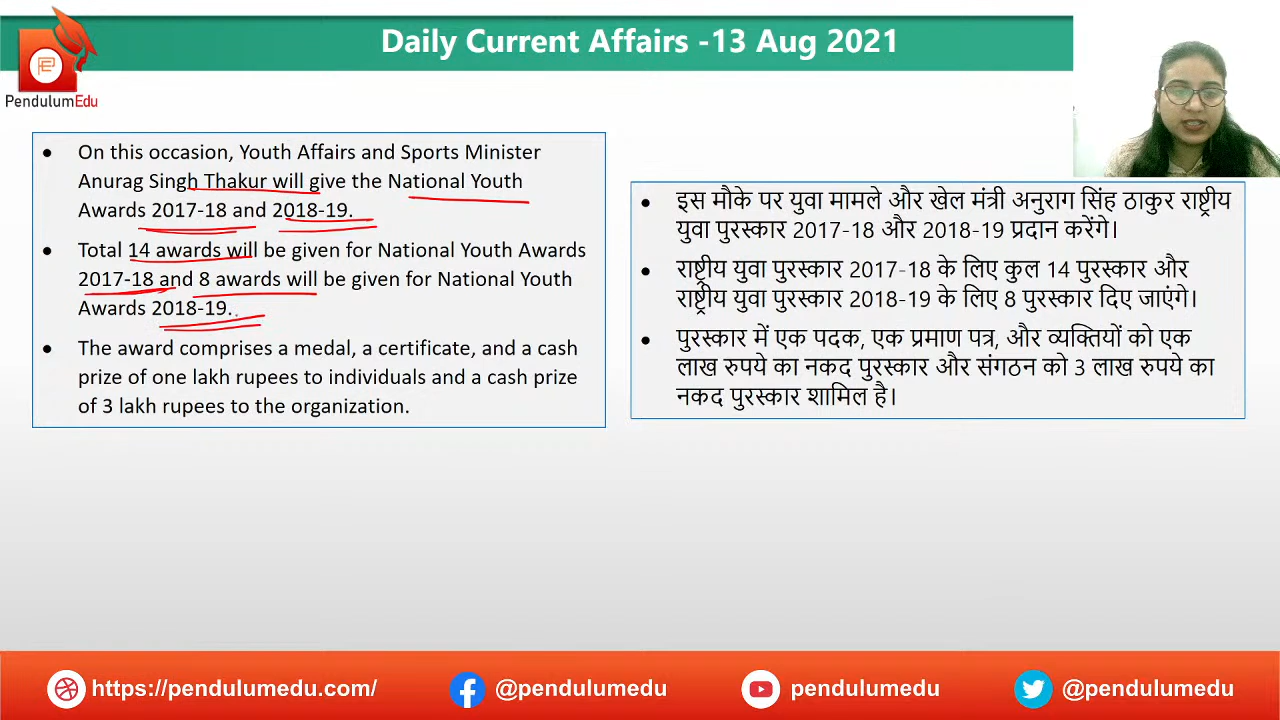 Daily Current Affairs -13 Aug 2021
PendulumEdu
• On this occasion, Youth Affairs and Sports Minister
Anurag Singh Thakur will give the National Youth
Awards 2017-18 and 2018-19.
• Total 14 awards will be given for National Youth Awards
2017-18 and 8 awards will be given for National Youth
Awards 2018-19.
• The award comprises a medal, a certificate, and a cash
prize of one lakh rupees to individuals and a cash prize
of 3 lakh rupees to the organization.
• इस मौके पर युवा मामले और खेल मंत्री अनुराग सिंह ठाकुर राष्ट्रीय
युवा पुरस्कार 2017-18 और 2018-19 प्रदान करेंगे।
• राष्ट्रीय युवा पुरस्कार 2017-18 के लिए कुल 14 पुरस्कार और
राष्ट्रीय युवा पुरस्कार 2018-19 के लिए 8 पुरस्कार दिए जाएंगे।
• पुरस्कार में एक पदक, एक प्रमाण पत्र, और व्यक्तियों को एक
लाख रुपये का नकद पुरस्कार और संगठन को 3 लाख रुपये का
नकद पुरस्कार शामिल है।
https://pendulumedu.com/
@pendulumedu
pendulumedu
@pendulumedu